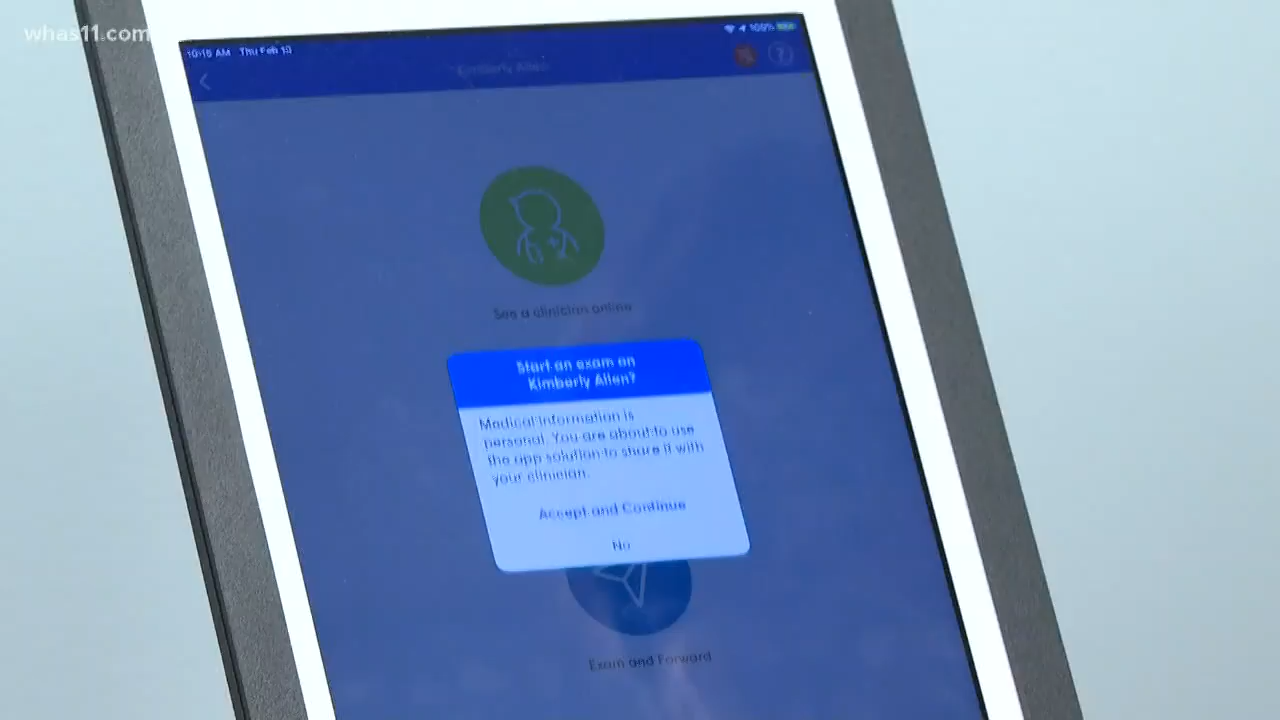 whas11.com
10:15 AM Thu Feb 13
100%
Kimberly Allen
?
See a clinician online
Start an exam on
Kimberly Allen?
Medical information is
personal. You are about to use
the app solution to share it with
your clinician.
Accept and Continue
No
Exam and Forward